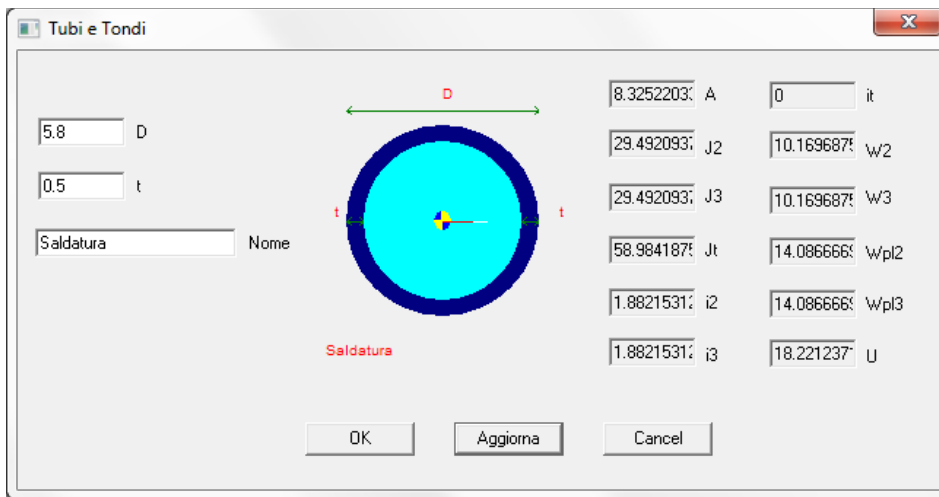 Tubi e Tondi
5.8 D
0.5 t
Saldatura Nome
D
t t
Saldatura
8.3252203 A
29.492093 J2
29.492093 J3
58.984187 Jt
1.8821531 i2
1.8821531 i3
0 it
10.169687 W2
10.169687 W3
14.086666 Wpl2
14.086666 Wpl3
18.221237 U
OK Aggiorna Cancel